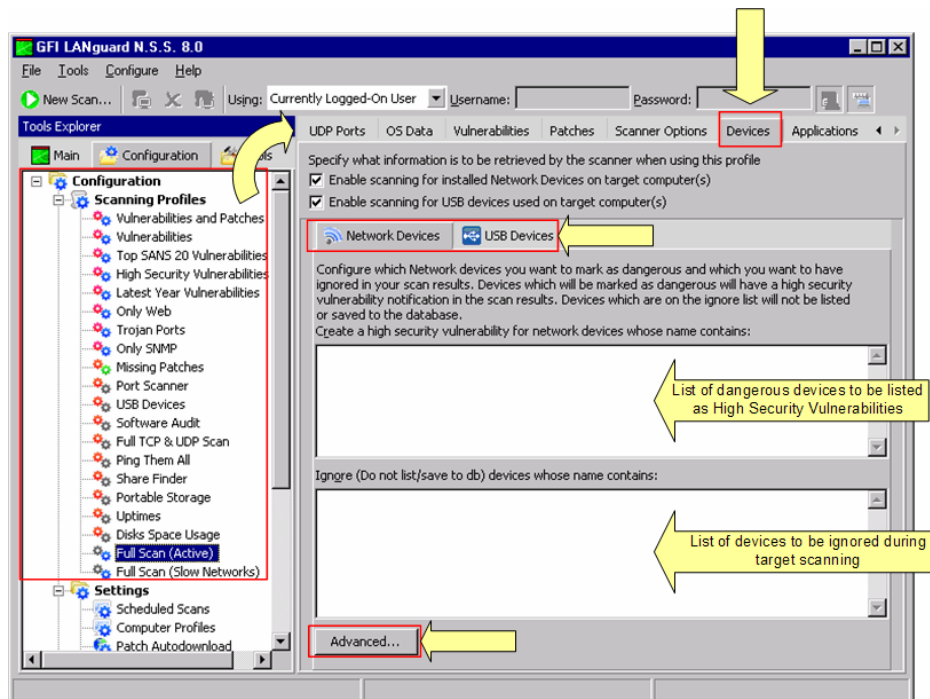 GFI LANguard N.S.S. 8.0
File Tools Configure Help
New Scan... Using: Currently Logged-On User Username: Password:
Tools Explorer
Main Configuration
UDP Ports OS Data Vulnerabilities Patches Scanner Options Devices Applications
Configuration
Scanning Profiles
Vulnerabilities and Patches
Vulnerabilities
Top SANS 20 Vulnerabilities
High Security Vulnerabilities
Latest Year Vulnerabilities
Only Web
Trojan Ports
Only SNMP
Missing Patches
Port Scanner
USB Devices
Software Audit
Full TCP & UDP Scan
Ping Them All
Share Finder
Portable Storage
Uptimes
Disks Space Usage
Full Scan (Active)
Full Scan (Slow Networks)
Settings
Scheduled Scans
Computer Profiles
Patch Autodownload
Specify what information is to be retrieved by the scanner when using this profile
Enable scanning for installed Network Devices on target computer(s)
Enable scanning for USB devices used on target computer(s)
Network Devices USB Devices
Configure which Network devices you want to mark as dangerous and which you want to have
ignored in your scan results. Devices which will be marked as dangerous will have a high security
vulnerability notification in the scan results. Devices which are on the ignore list will not be listed
or saved to the database.
Create a high security vulnerability for network devices whose name contains:
List of dangerous devices to be listed
as High Security Vulnerabilities
Ignore (Do not list/save to db) devices whose name contains:
List of devices to be ignored during
target scanning
Advanced...